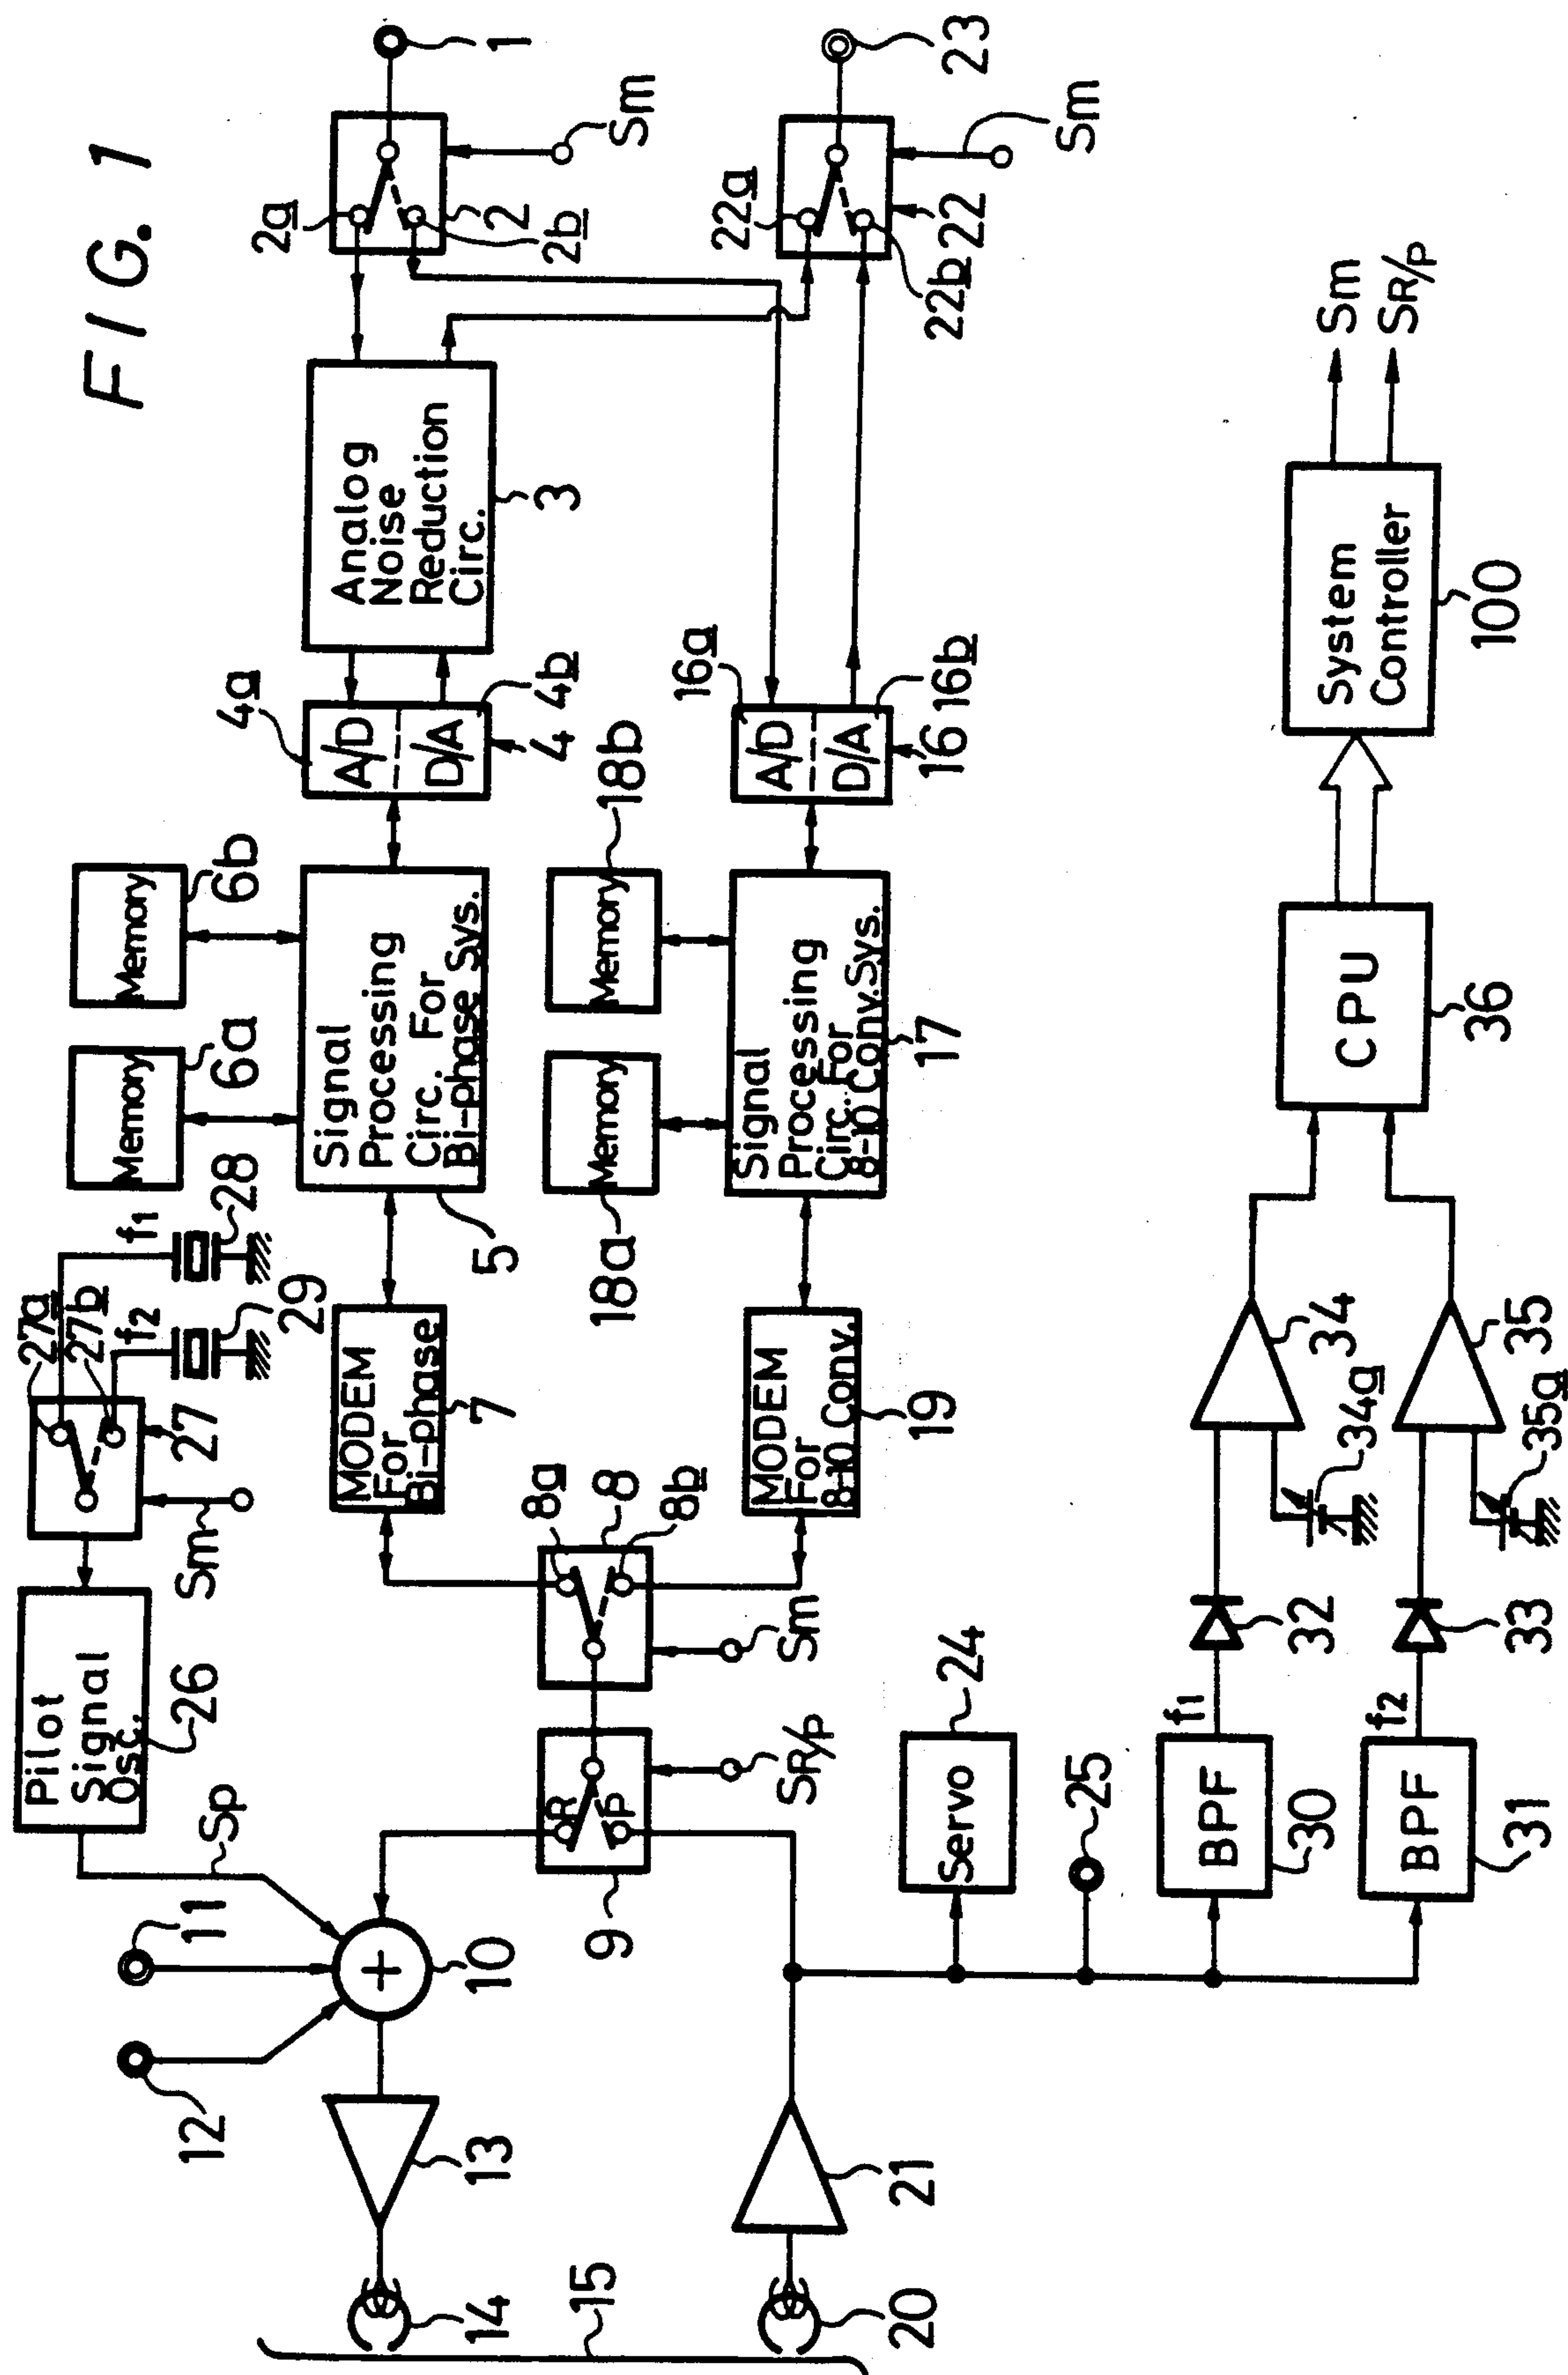 FIG. 1
1
2a
2
2b
Sm
23
22a
22
22b
Sm
Analog
Noise
Reduction
Circ.
3
4a
A/D
D/A
4b
4
16a
A/D
D/A
16b
16
Memory
6b
Memory
6a
Signal
Processing
Circ. For
Bi-phase Sys.
5
Memory
18b
Memory
18a
Signal
Processing
Circ. For
8-10 Conv. Sys.
17
f1
28
f2
29
27a
27b
27
Sm
MODEM
For
Bi-phase
7
MODEM
For
8-10 Conv.
19
8a
8
8b
Sm
Pilot
Signal
Osc.
26
Sp
R
P
9
SR/P
11
12
10
13
14
15
20
21
Servo
24
25
BPF
30
f1
32
BPF
31
f2
33
34
34a
35
35a
CPU
36
System
Controller
100
Sm
SR/P